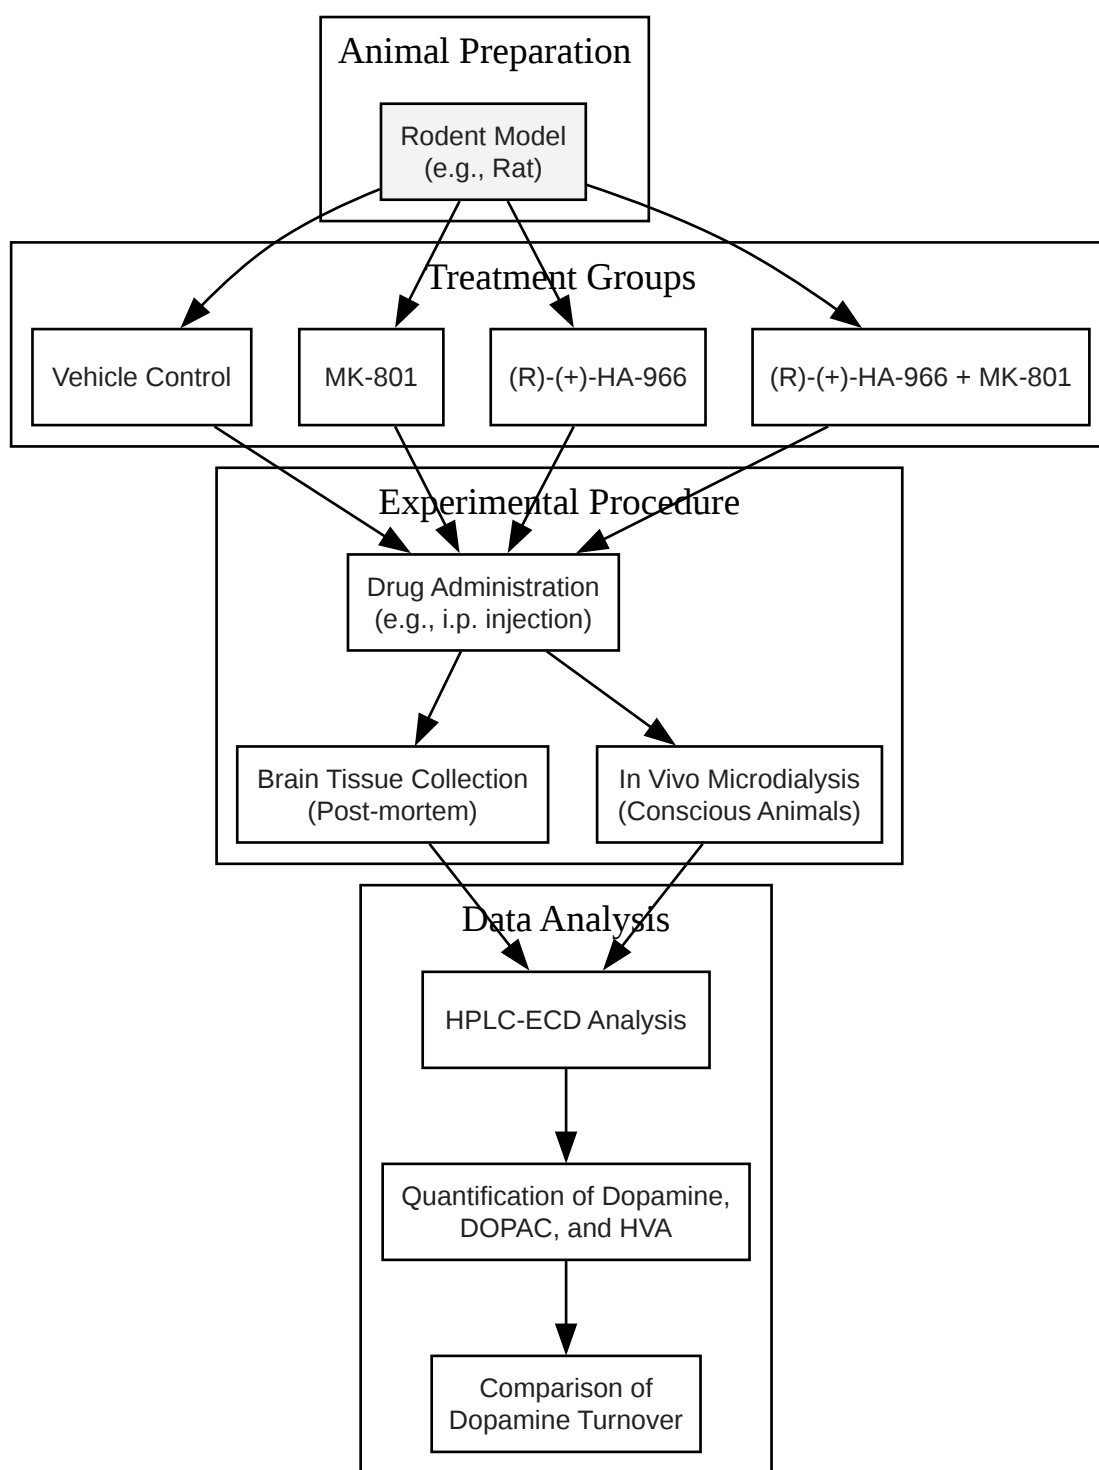 Animal Preparation
Rodent Model
(e.g., Rat)
Treatment Groups
Vehicle Control
MK-801
(R)-(+)-HA-966
(R)-(+)-HA-966 + MK-801
Experimental Procedure
Drug Administration
(e.g., i.p. injection)
Brain Tissue Collection
(Post-mortem)
In Vivo Microdialysis
(Conscious Animals)
Data Analysis
HPLC-ECD Analysis
Quantification of Dopamine,
DOPAC, and HVA
Comparison of
Dopamine Turnover